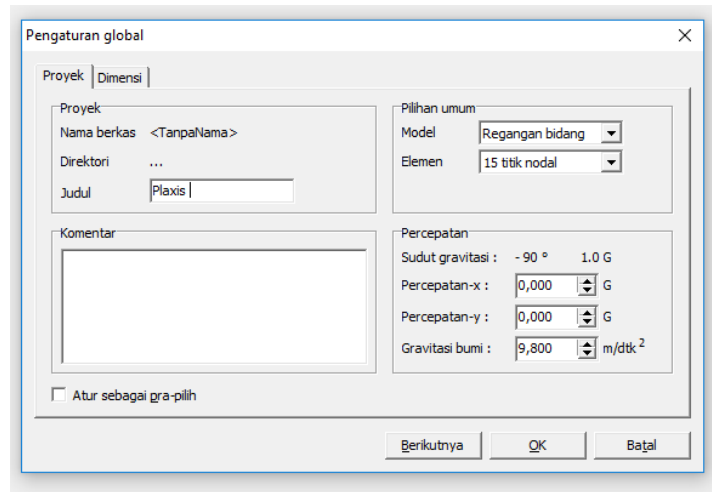 Pengaturan global
Proyek Dimensi
Proyek
Nama berkas <TanpaNama>
Direktori ...
Judul Plaxis
Pilihan umum
Model Regangan bidang
Elemen 15 titik nodal
Komentar
Percepatan
Sudut gravitasi : - 90 ° 1.0 G
Percepatan-x : 0,000 G
Percepatan-y : 0,000 G
Gravitasi bumi : 9,800 m/dtk 2
Atur sebagai pra-pilih
Berikutnya OK Batal